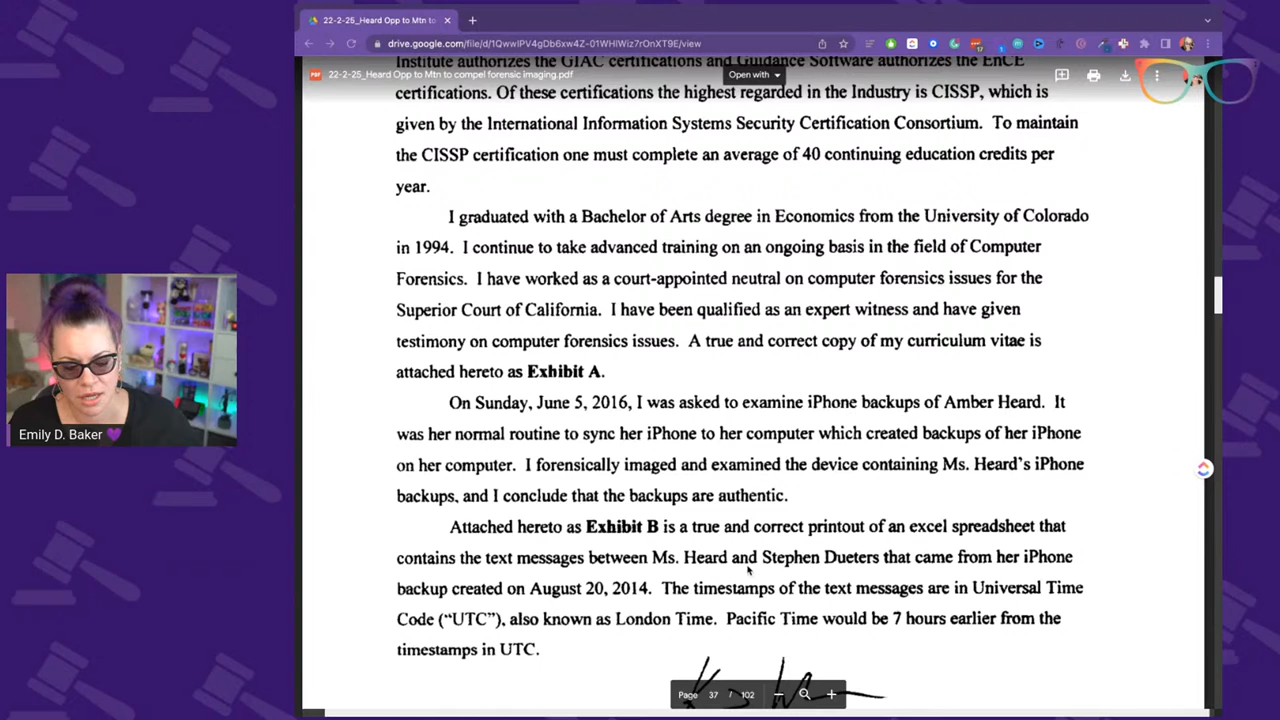 22-2-25_Heard Opp to Mtn to
drive.google.com/file/d/1QwwlPV4gDb6xw4Z-01WHlWiz7rOnXT9E/view
Institute authorizes the GIAC certifications and Guidance Software authorizes the EnCE
PDF 22-2-25_Heard Opp to Mtn to compel forensic imaging.pdf
Open with
certifications. Of these certifications the highest regarded in the Industry is CISSP, which is
given by the International Information Systems Security Certification Consortium. To maintain
the CISSP certification one must complete an average of 40 continuing education credits per
year.
I graduated with a Bachelor of Arts degree in Economics from the University of Colorado
in 1994. I continue to take advanced training on an ongoing basis in the field of Computer
Forensics. I have worked as a court-appointed neutral on computer forensics issues for the
Superior Court of California. I have been qualified as an expert witness and have given
testimony on computer forensics issues. A true and correct copy of my curriculum vitae is
attached hereto as Exhibit A.
On Sunday, June 5, 2016, I was asked to examine iPhone backups of Amber Heard. It
was her normal routine to sync her iPhone to her computer which created backups of her iPhone
on her computer. I forensically imaged and examined the device containing Ms. Heard's iPhone
backups, and I conclude that the backups are authentic.
Attached hereto as Exhibit B is a true and correct printout of an excel spreadsheet that
contains the text messages between Ms. Heard and Stephen Dueters that came from her iPhone
backup created on August 20, 2014. The timestamps of the text messages are in Universal Time
Code ("UTC"), also known as London Time. Pacific Time would be 7 hours earlier from the
timestamps in UTC.
Page 37 / 102
Emily D. Baker 💜